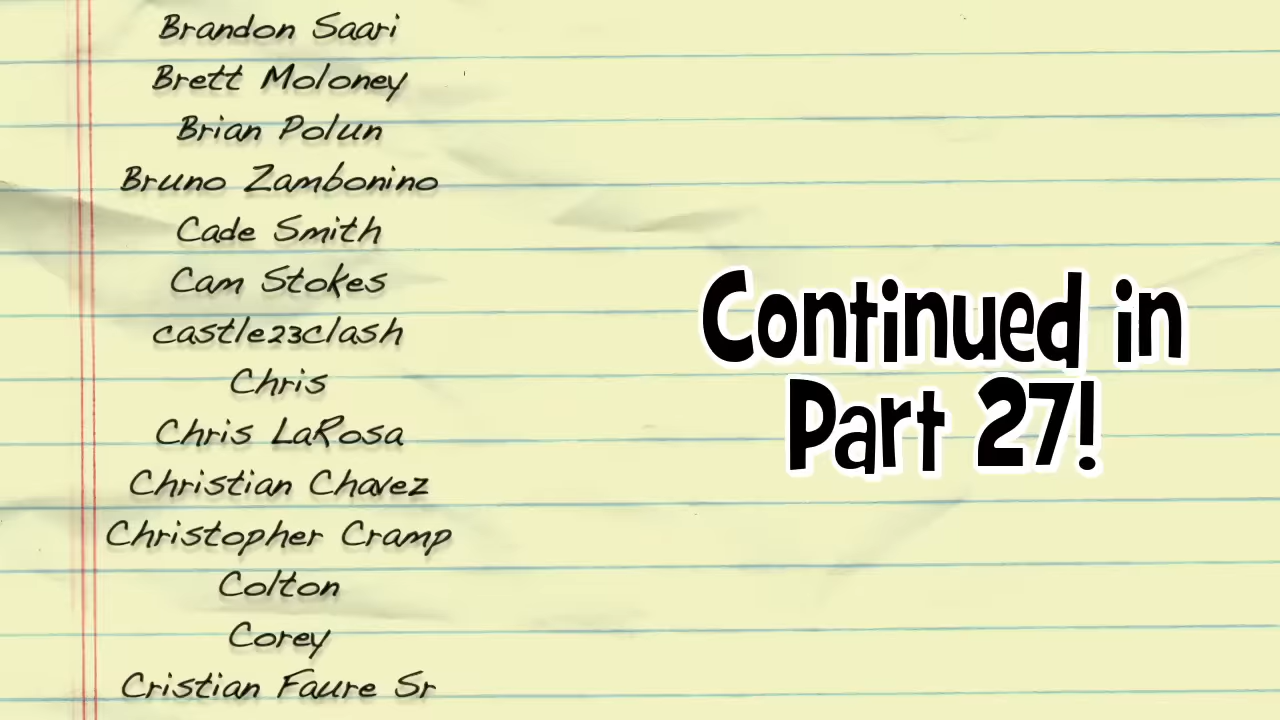 Brandon Saari
Brett Moloney
Brian Polun
Bruno Zambonino
Cade Smith
Cam Stokes
castle23clash
Chris
Chris LaRosa
Christian Chavez
Christopher Cramp
Colton
Corey
Cristian Faure Sr
Continued in
Part 27!